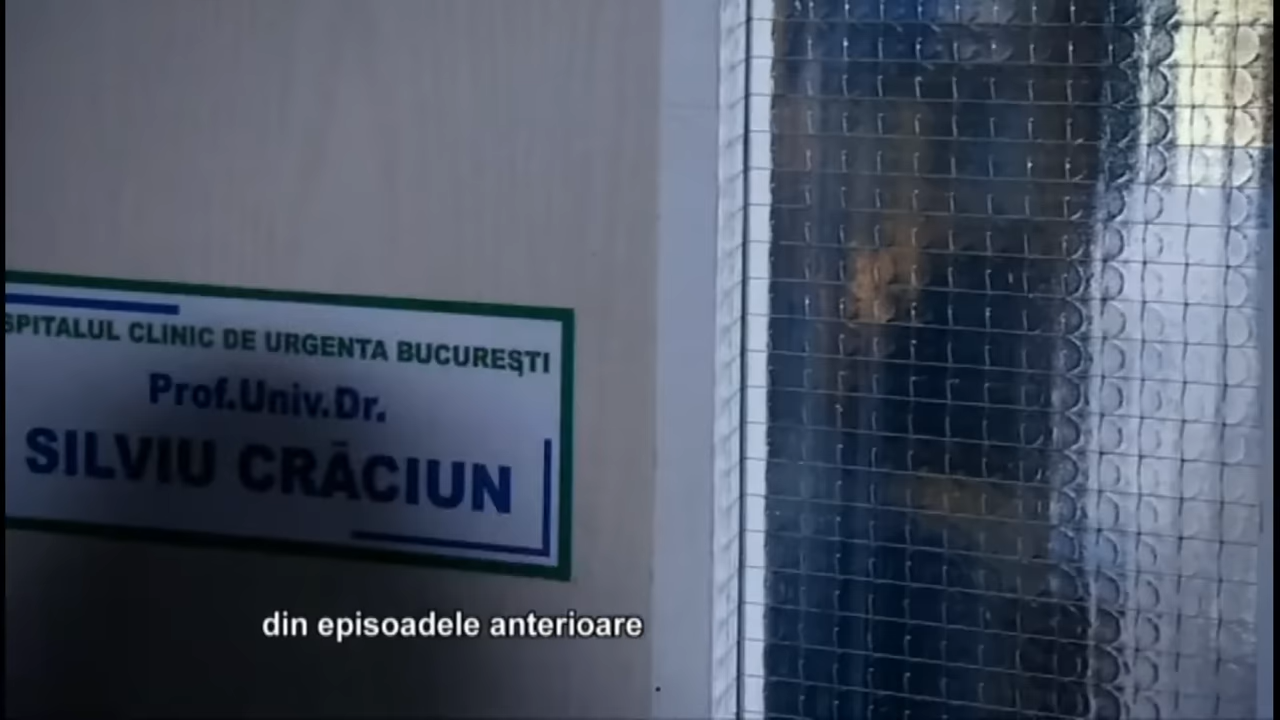 SPITALUL CLINIC DE URGENTA BUCUREȘTI
Prof.Univ.Dr.
SILVIU CRĂCIUN
din episoadele anterioare